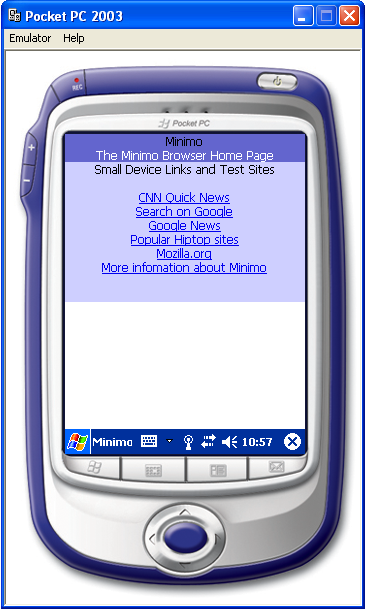 Pocket PC 2003
Emulator Help
REC
Pocket PC
Minimo
The Minimo Browser Home Page
Small Device Links and Test Sites
CNN Quick News
Search on Google
Google News
Popular Hiptop sites
Mozilla.org
More infomation about Minimo
Minimo 10:57